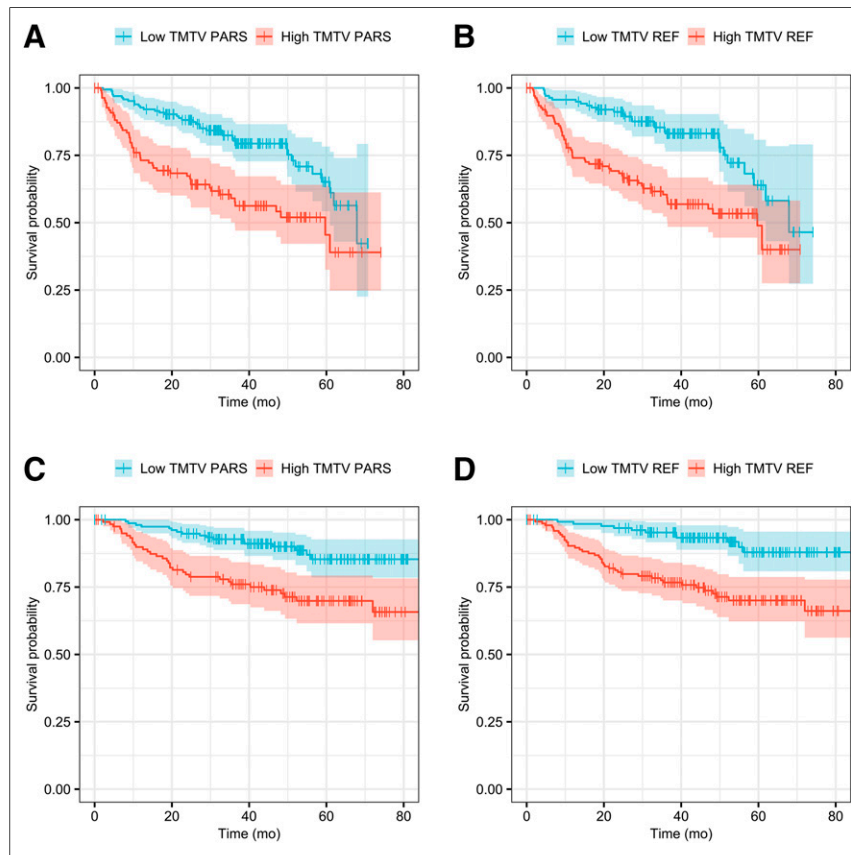 A
Low TMTV PARS High TMTV PARS
1.00
0.75
0.50
0.25
0.00
Survival probability
0 20 40 60 80
Time (mo)
B
Low TMTV REF High TMTV REF
1.00
0.75
0.50
0.25
0.00
Survival probability
0 20 40 60 80
Time (mo)
C
Low TMTV PARS High TMTV PARS
1.00
0.75
0.50
0.25
0.00
Survival probability
0 20 40 60 80
Time (mo)
D
Low TMTV REF High TMTV REF
1.00
0.75
0.50
0.25
0.00
Survival probability
0 20 40 60 80
Time (mo)